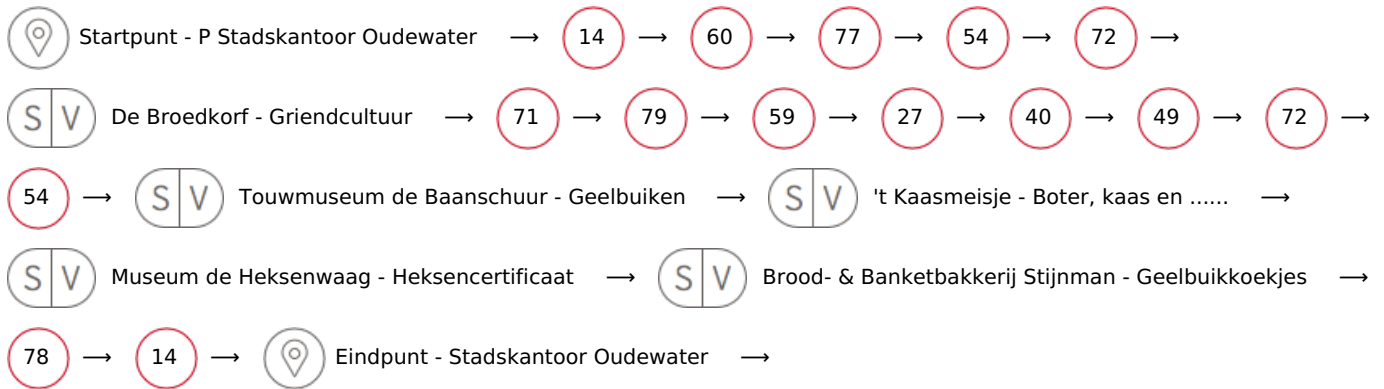 Startpunt - P Stadskantoor Oudewater → 14 → 60 → 77 → 54 → 72 →
S V De Broedkorf - Griendcultuur → 71 → 79 → 59 → 27 → 40 → 49 → 72 →
54 → S V Touwmuseum de Baanschuur - Geelbuiken → S V 't Kaasmeisje - Boter, kaas en ...... →
S V Museum de Heksenwaag - Heksencertificaat → S V Brood- & Banketbakkerij Stijnman - Geelbuikkoekjes →
78 → 14 → Eindpunt - Stadskantoor Oudewater →